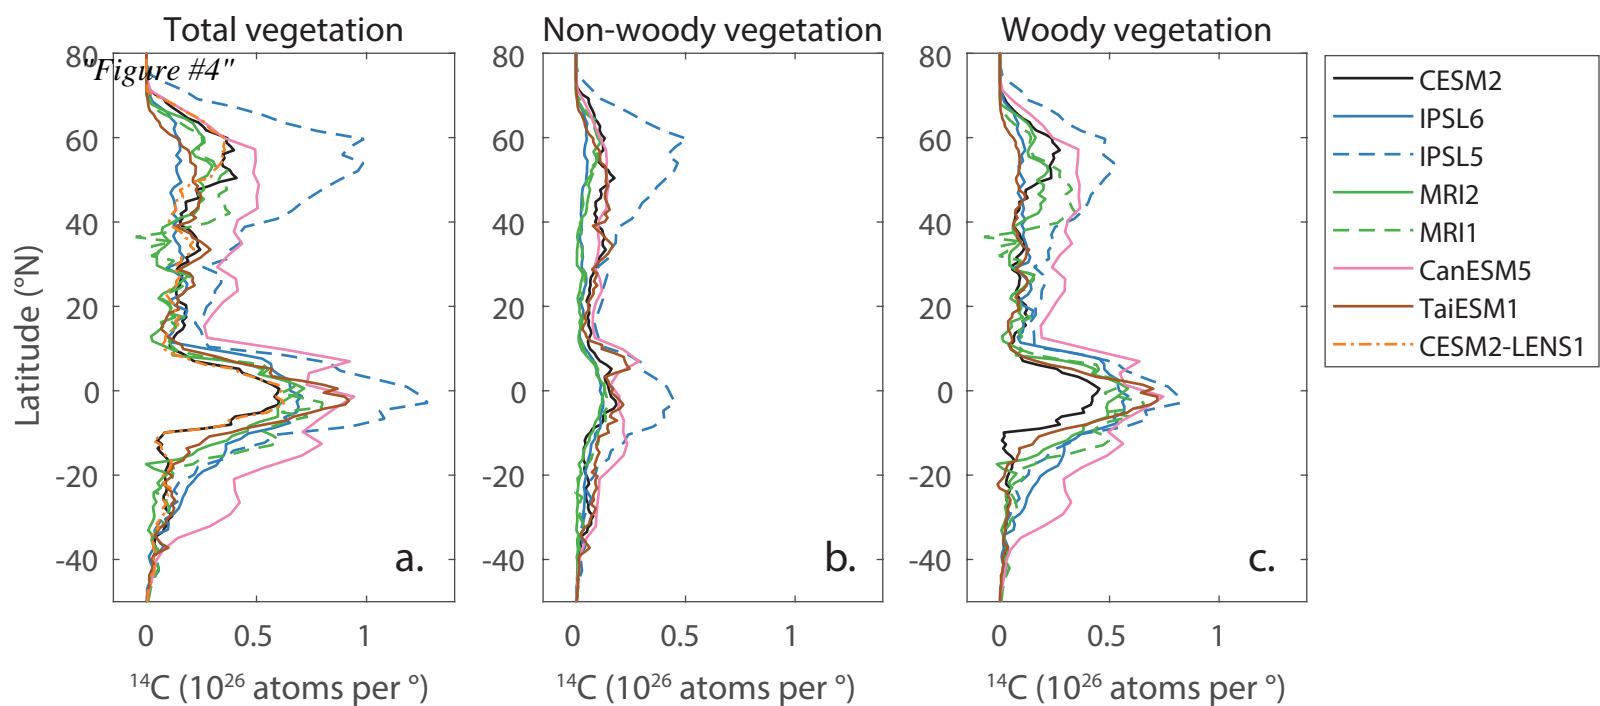 Total vegetation
Non-woody vegetation
Woody vegetation
"Figure #4"
80
60
40
20
0
-20
-40
Latitude (°N)
a.
0
0.5
1
¹⁴C (10²⁶ atoms per °)
80
60
40
20
0
-20
-40
b.
0
0.5
1
¹⁴C (10²⁶ atoms per °)
80
60
40
20
0
-20
-40
c.
0
0.5
1
¹⁴C (10²⁶ atoms per °)
CESM2
IPSL6
IPSL5
MRI2
MRI1
CanESM5
TaiESM1
CESM2-LENS1